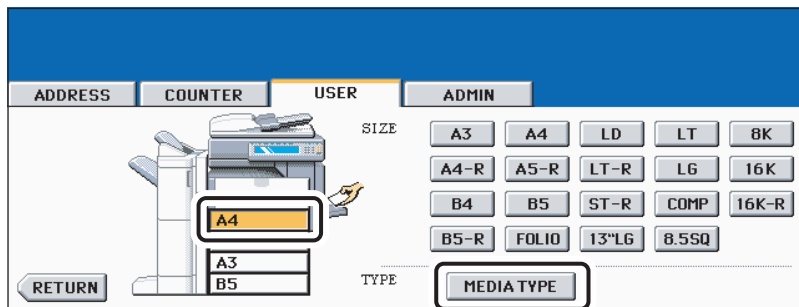 ADDRESS COUNTER USER ADMIN
SIZE A3 A4 LD LT 8K
A4-R A5-R LT-R LG 16K
B4 B5 ST-R COMP 16K-R
A4
B5-R FOLIO 13"LG 8.5SQ
A3
RETURN B5 TYPE MEDIA TYPE